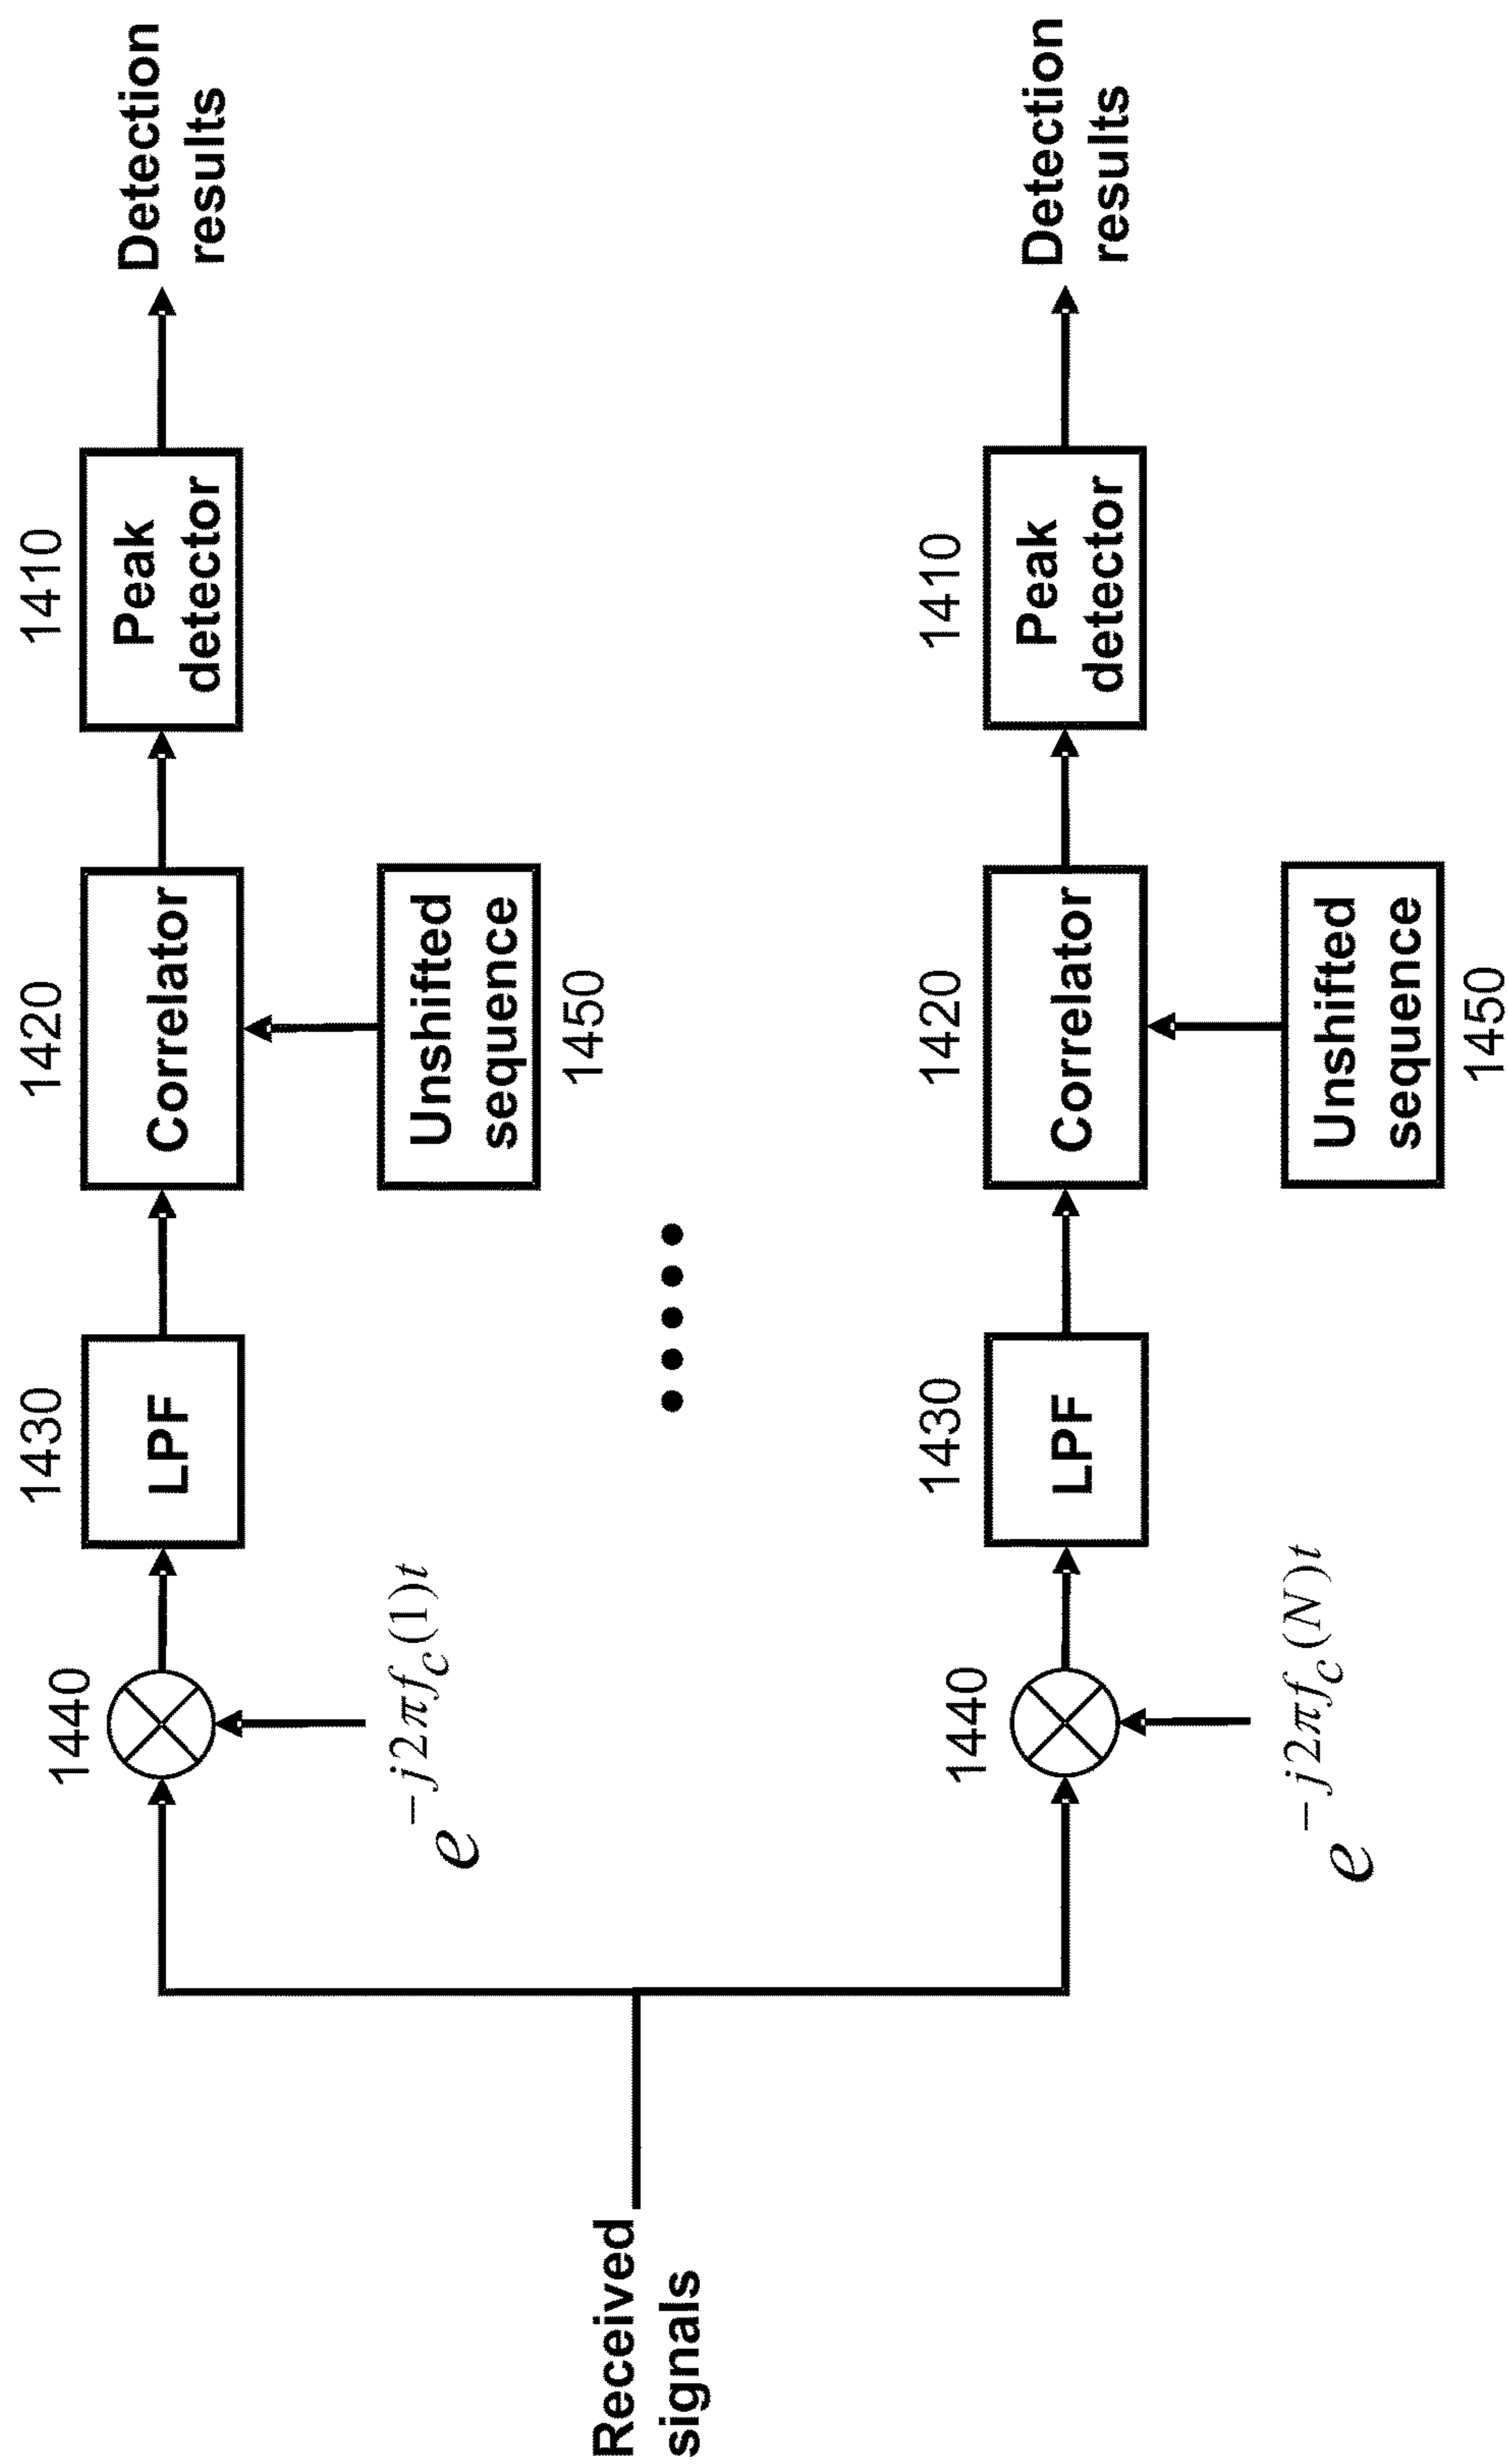 Received
signals
1440
e^{-j2πf_c(1)t}
1430
LPF
1420
Correlator
Unshifted
sequence
1450
1410
Peak
detector
Detection
results
1440
e^{-j2πf_c(N)t}
1430
LPF
1420
Correlator
Unshifted
sequence
1450
1410
Peak
detector
Detection
results